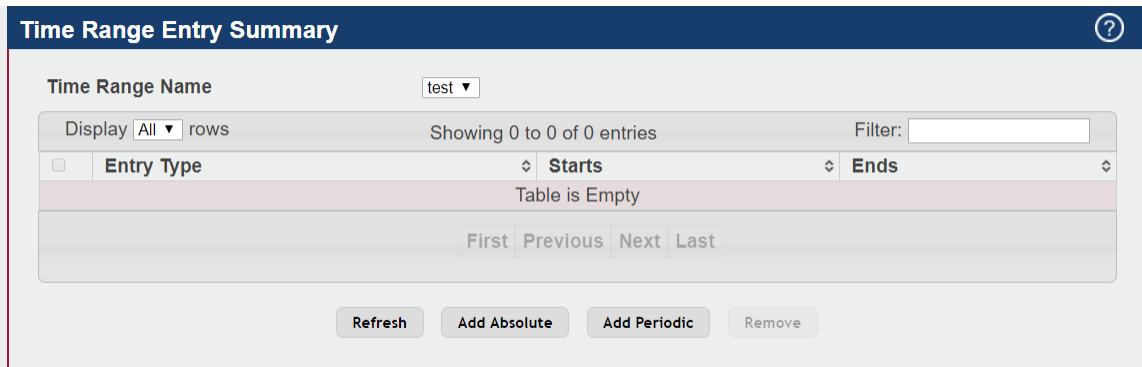 Time Range Entry Summary
?
Time Range Name test
Display All rows Showing 0 to 0 of 0 entries Filter:
Entry Type Starts Ends
Table is Empty
First Previous Next Last
Refresh Add Absolute Add Periodic Remove